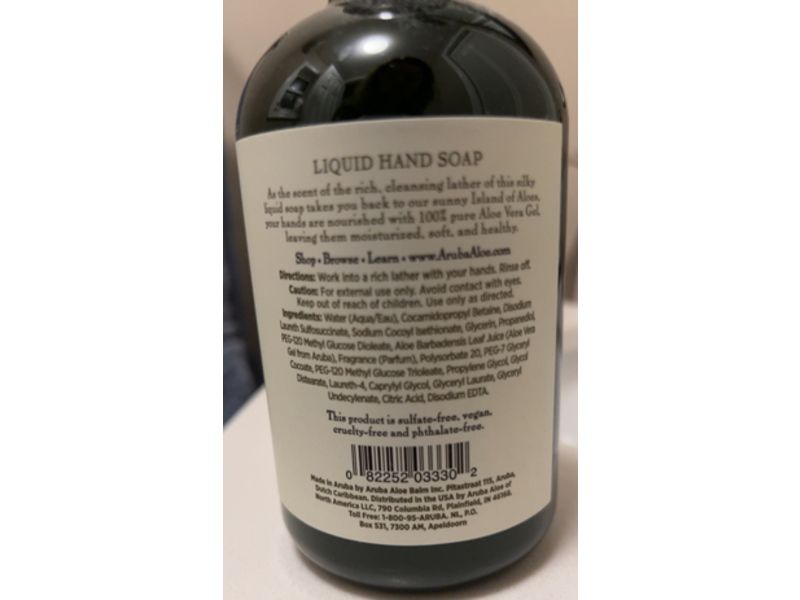 LIQUID HAND SOAP
As the scent of the rich, cleansing lather of this silky
liquid soap takes you back to our sunny Island of Aloes,
your hands are nourished with 100% pure Aloe Vera Gel,
leaving them moisturized, soft, and healthy.
Shop • Browse • Learn • www.ArubaAloe.com
Directions: Work into a rich lather with your hands. Rinse off.
Caution: For external use only. Avoid contact with eyes.
Keep out of reach of children. Use only as directed.
Ingredients: Water (Aqua/Eau), Cocamidopropyl Betaine, Disodium
Laureth Sulfosuccinate, Sodium Cocoyl Isethionate, Glycerin, Propanediol,
PEG-120 Methyl Glucose Dioleate, Aloe Barbadensis Leaf Juice (Aloe Vera
Gel from Aruba), Fragrance (Parfum), Polysorbate 20, PEG-7 Glyceryl
Cocoate, PEG-120 Methyl Glucose Trioleate, Propylene Glycol, Glycol
Distearate, Laureth-4, Caprylyl Glycol, Glyceryl Laurate, Glyceryl
Undecylenate, Citric Acid, Disodium EDTA.
This product is sulfate-free, vegan,
cruelty-free and phthalate-free.
0 82252 03330 2
Made in Aruba by Aruba Aloe Balm Inc. Pitastraat 115, Aruba,
Dutch Caribbean. Distributed in the USA by Aruba Aloe of
North America LLC, 790 Columbia Rd, Plainfield, IN 46168.
Toll Free: 1-800-95-ARUBA. NL, P.O.
Box 531, 7300 AM, Apeldoorn